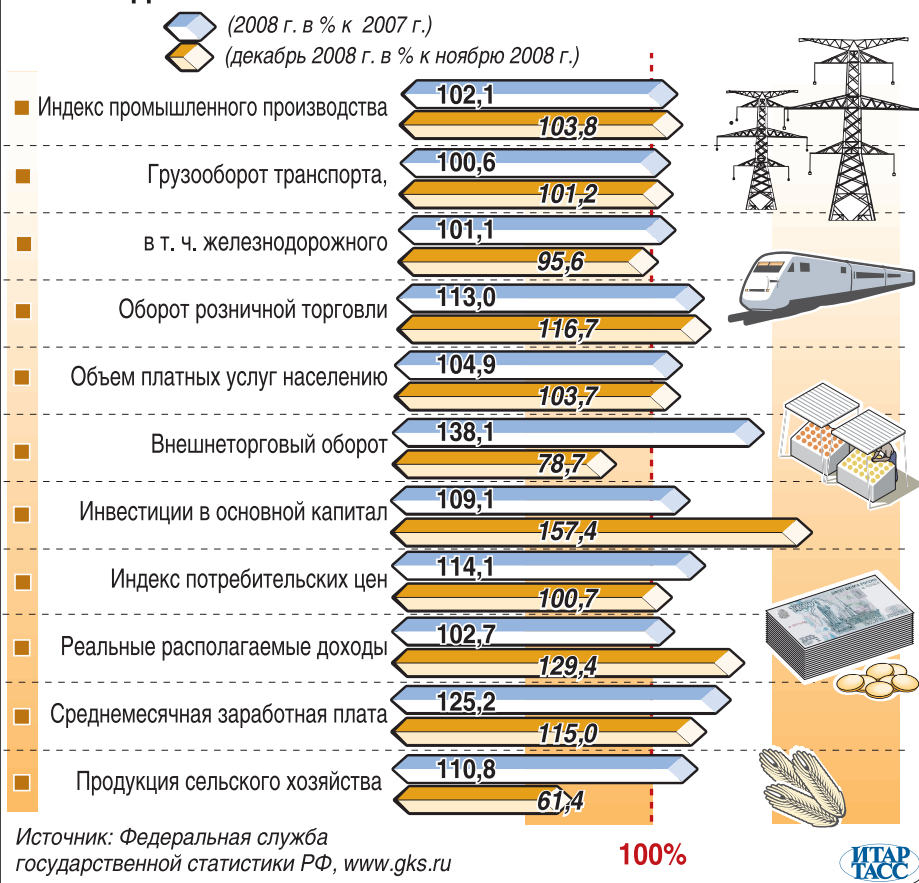 (2008 г. в % к 2007 г.)
(декабрь 2008 г. в % к ноябрю 2008 г.)
Индекс промышленного производства
102,1
103,8
Грузооборот транспорта,
100,6
101,2
в т. ч. железнодорожного
101,1
95,6
Оборот розничной торговли
113,0
116,7
Объем платных услуг населению
104,9
103,7
Внешнеторговый оборот
138,1
78,7
Инвестиции в основной капитал
109,1
157,4
Индекс потребительских цен
114,1
100,7
Реальные располагаемые доходы
102,7
129,4
Среднемесячная заработная плата
125,2
115,0
Продукция сельского хозяйства
110,8
61,4
Источник: Федеральная служба
государственной статистики РФ, www.gks.ru
100%
ИТАР
ТАСС